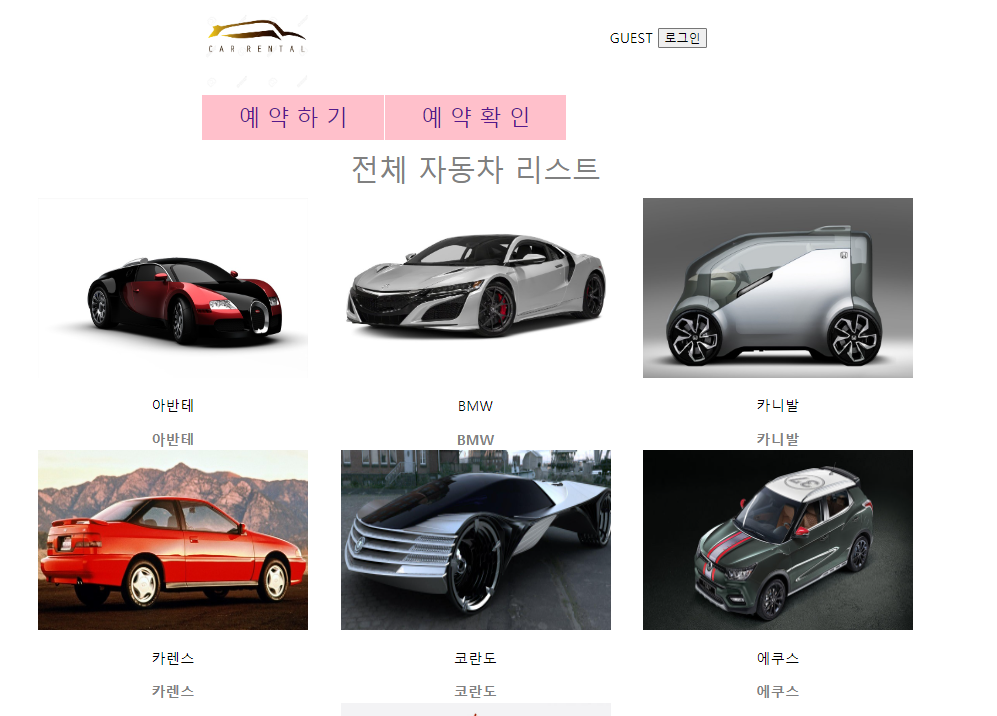 CAR RENTAL
GUEST 로그인
예 약 하 기 예 약 확 인
전체 자동차 리스트
아반테 BMW 카니발
아반테 BMW 카니발
카렌스 코란도 에쿠스
카렌스 코란도 에쿠스